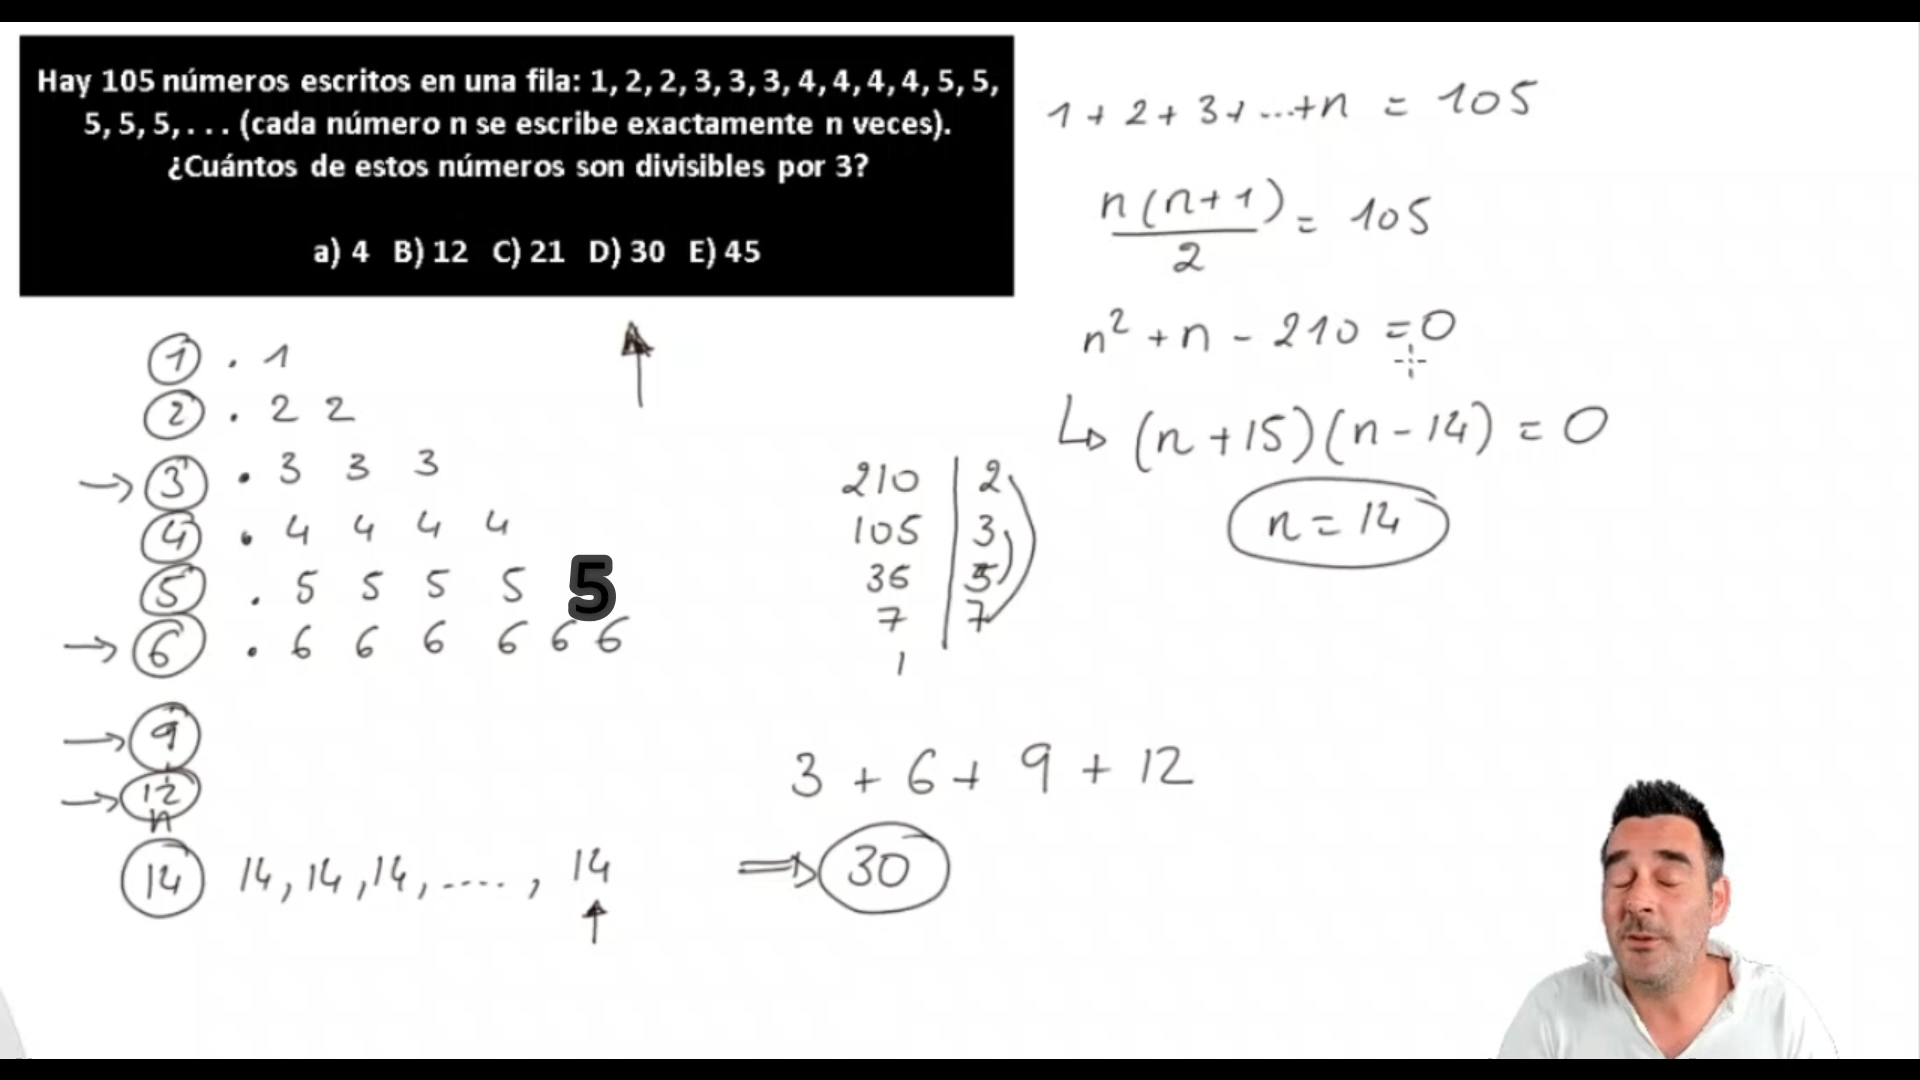 Hay 105 números escritos en una fila: 1, 2, 2, 3, 3, 3, 4, 4, 4, 4, 5, 5,
5, 5, 5, . . . (cada número n se escribe exactamente n veces).
¿Cuántos de estos números son divisibles por 3?
a) 4 B) 12 C) 21 D) 30 E) 45
1 . 1
2 . 2 2
→ 3 . 3 3 3
4 . 4 4 4 4
5 . 5 5 5 5 5
→ 6 . 6 6 6 6 6 6
→ 9
→ 12
n
14 14, 14, 14, ....., 14
1 + 2 + 3 + ... + n = 105
n(n+1)/2 = 105
n² + n - 210 = 0
↳ (n + 15)(n - 14) = 0
n = 14
210 | 2
105 | 3
35 | 5
7 | 7
1
3 + 6 + 9 + 12
⇒ 30